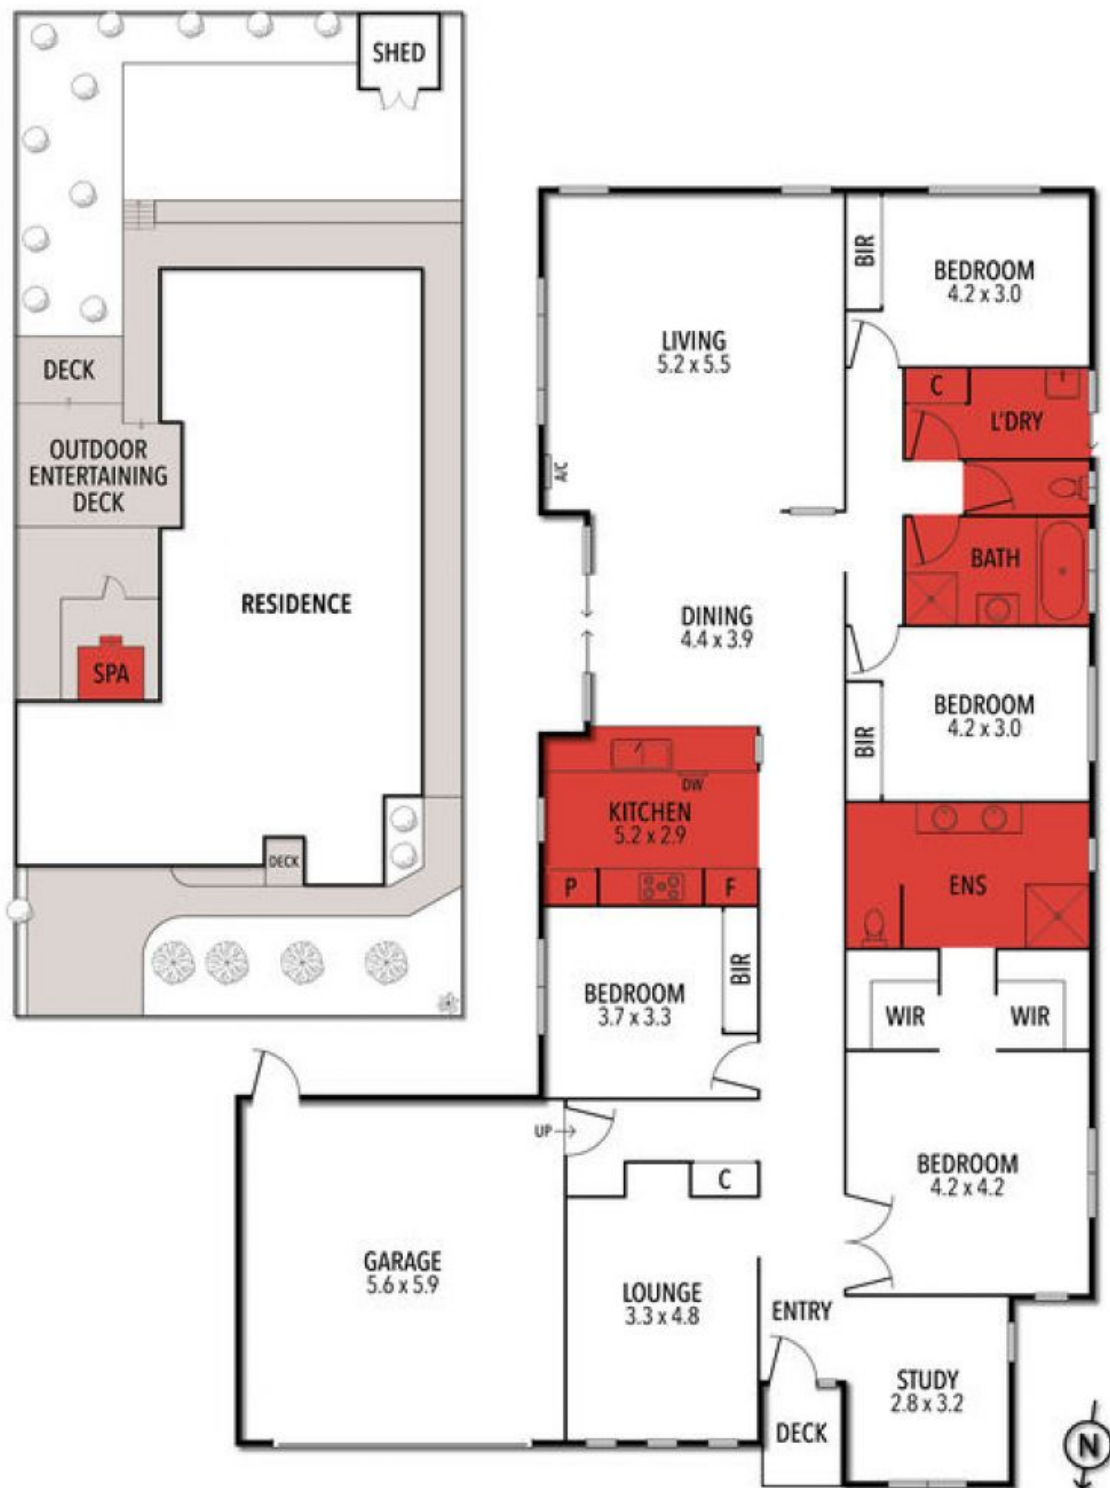 SHED
DECK
OUTDOOR
ENTERTAINING
DECK
SPA
RESIDENCE
DECK
LIVING
5.2 x 5.5
A/C
BIR
BEDROOM
4.2 x 3.0
C
L'DRY
BATH
DINING
4.4 x 3.9
BEDROOM
4.2 x 3.0
BIR
DW
KITCHEN
5.2 x 2.9
P
F
ENS
BEDROOM
3.7 x 3.3
BIR
WIR
WIR
UP
C
BEDROOM
4.2 x 4.2
GARAGE
5.6 x 5.9
LOUNGE
3.3 x 4.8
ENTRY
STUDY
2.8 x 3.2
DECK
N